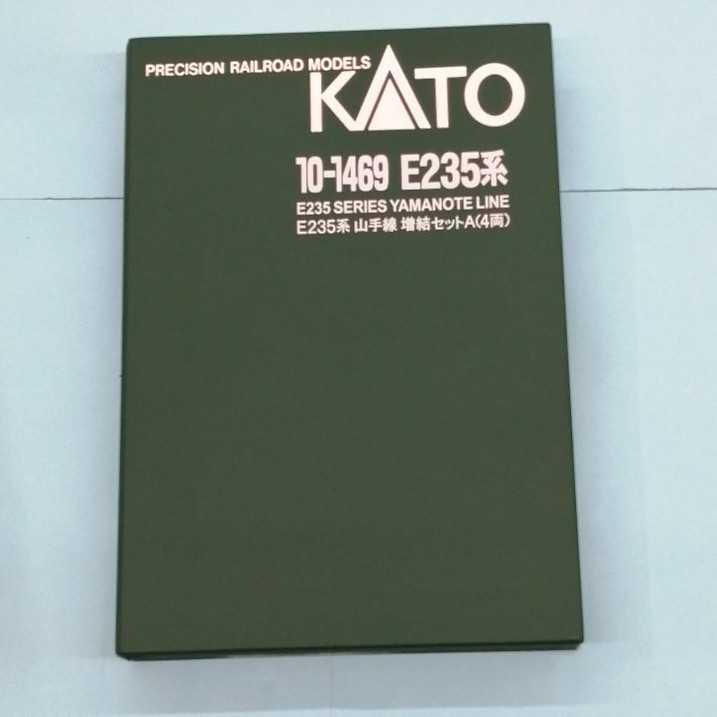 PRECISION RAILROAD MODELS
KATO
10-1469 E235系
E235 SERIES YAMANOTE LINE
E235系 山手線 増結セットA(4両)